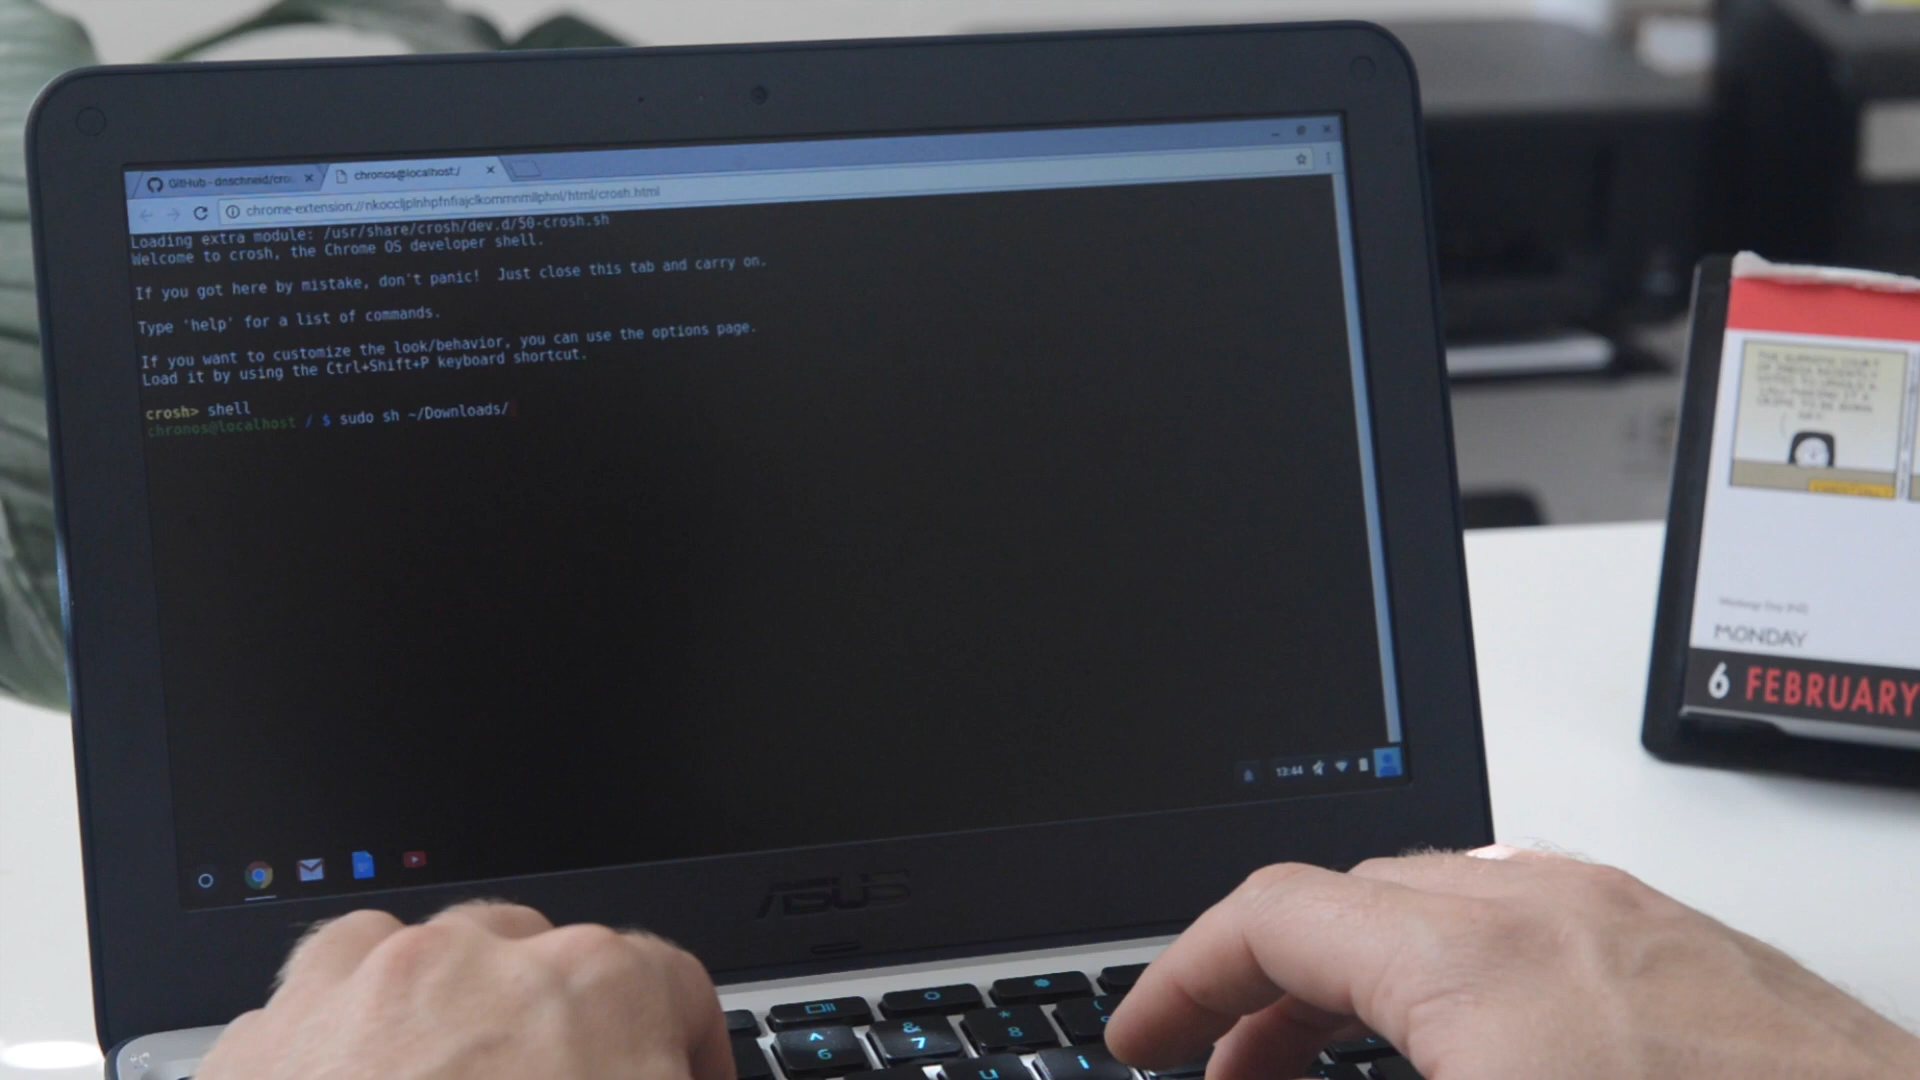 GitHub - dnschneid/cro
chronos@localhost:/
chrome-extension://nkoccljplnhpfnfiajclkommnmllphnl/html/crosh.html
Loading extra module: /usr/share/crosh/dev.d/50-crosh.sh
Welcome to crosh, the Chrome OS developer shell.
If you got here by mistake, don't panic!  Just close this tab and carry on.
Type 'help' for a list of commands.
If you want to customize the look/behavior, you can use the options page.
Load it by using the Ctrl+Shift+P keyboard shortcut.
crosh> shell
chronos@localhost / $ sudo sh ~/Downloads/
13:44
ASUS
^
6
&
7
*
8
(
u
i
MONDAY
6 FEBRUARY